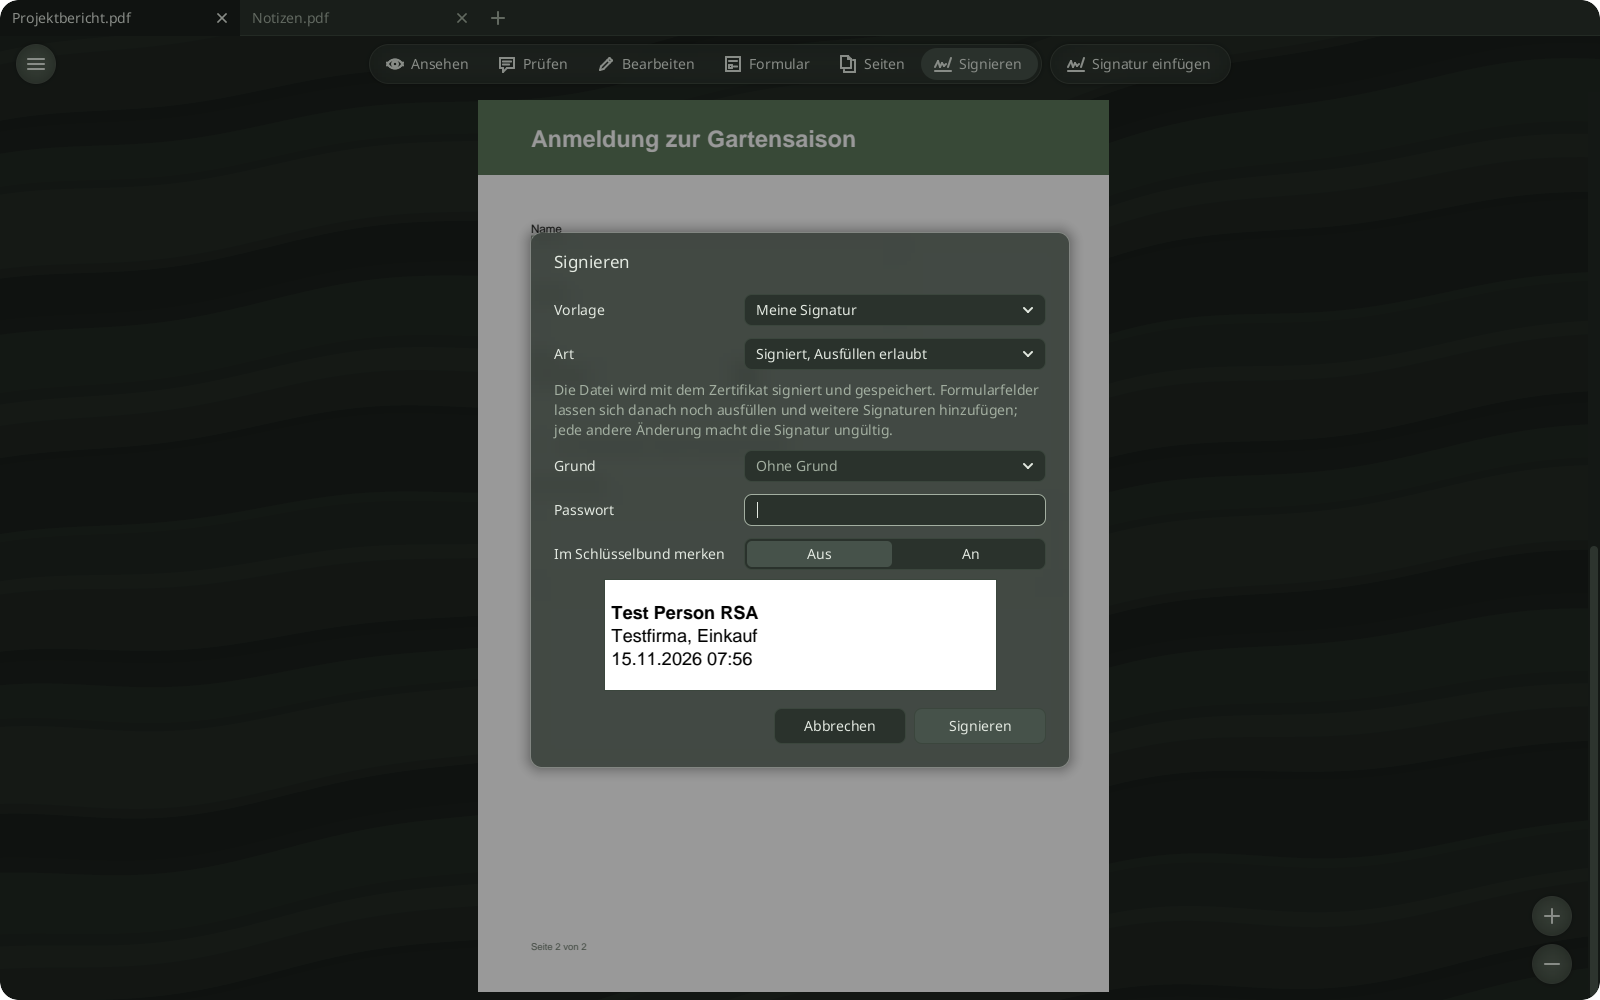 Projektbericht.pdf
Notizen.pdf
Ansehen
Prüfen
Bearbeiten
Formular
Seiten
Signieren
Signatur einfügen
Anmeldung zur Gartensaison
Name
Signieren
Vorlage
Meine Signatur
Art
Signiert, Ausfüllen erlaubt
Die Datei wird mit dem Zertifikat signiert und gespeichert. Formularfelder
lassen sich danach noch ausfüllen und weitere Signaturen hinzufügen;
jede andere Änderung macht die Signatur ungültig.
Grund
Ohne Grund
Passwort
Im Schlüsselbund merken
Aus
An
Test Person RSA
Testfirma, Einkauf
15.11.2026 07:56
Abbrechen
Signieren
Seite 2 von 2